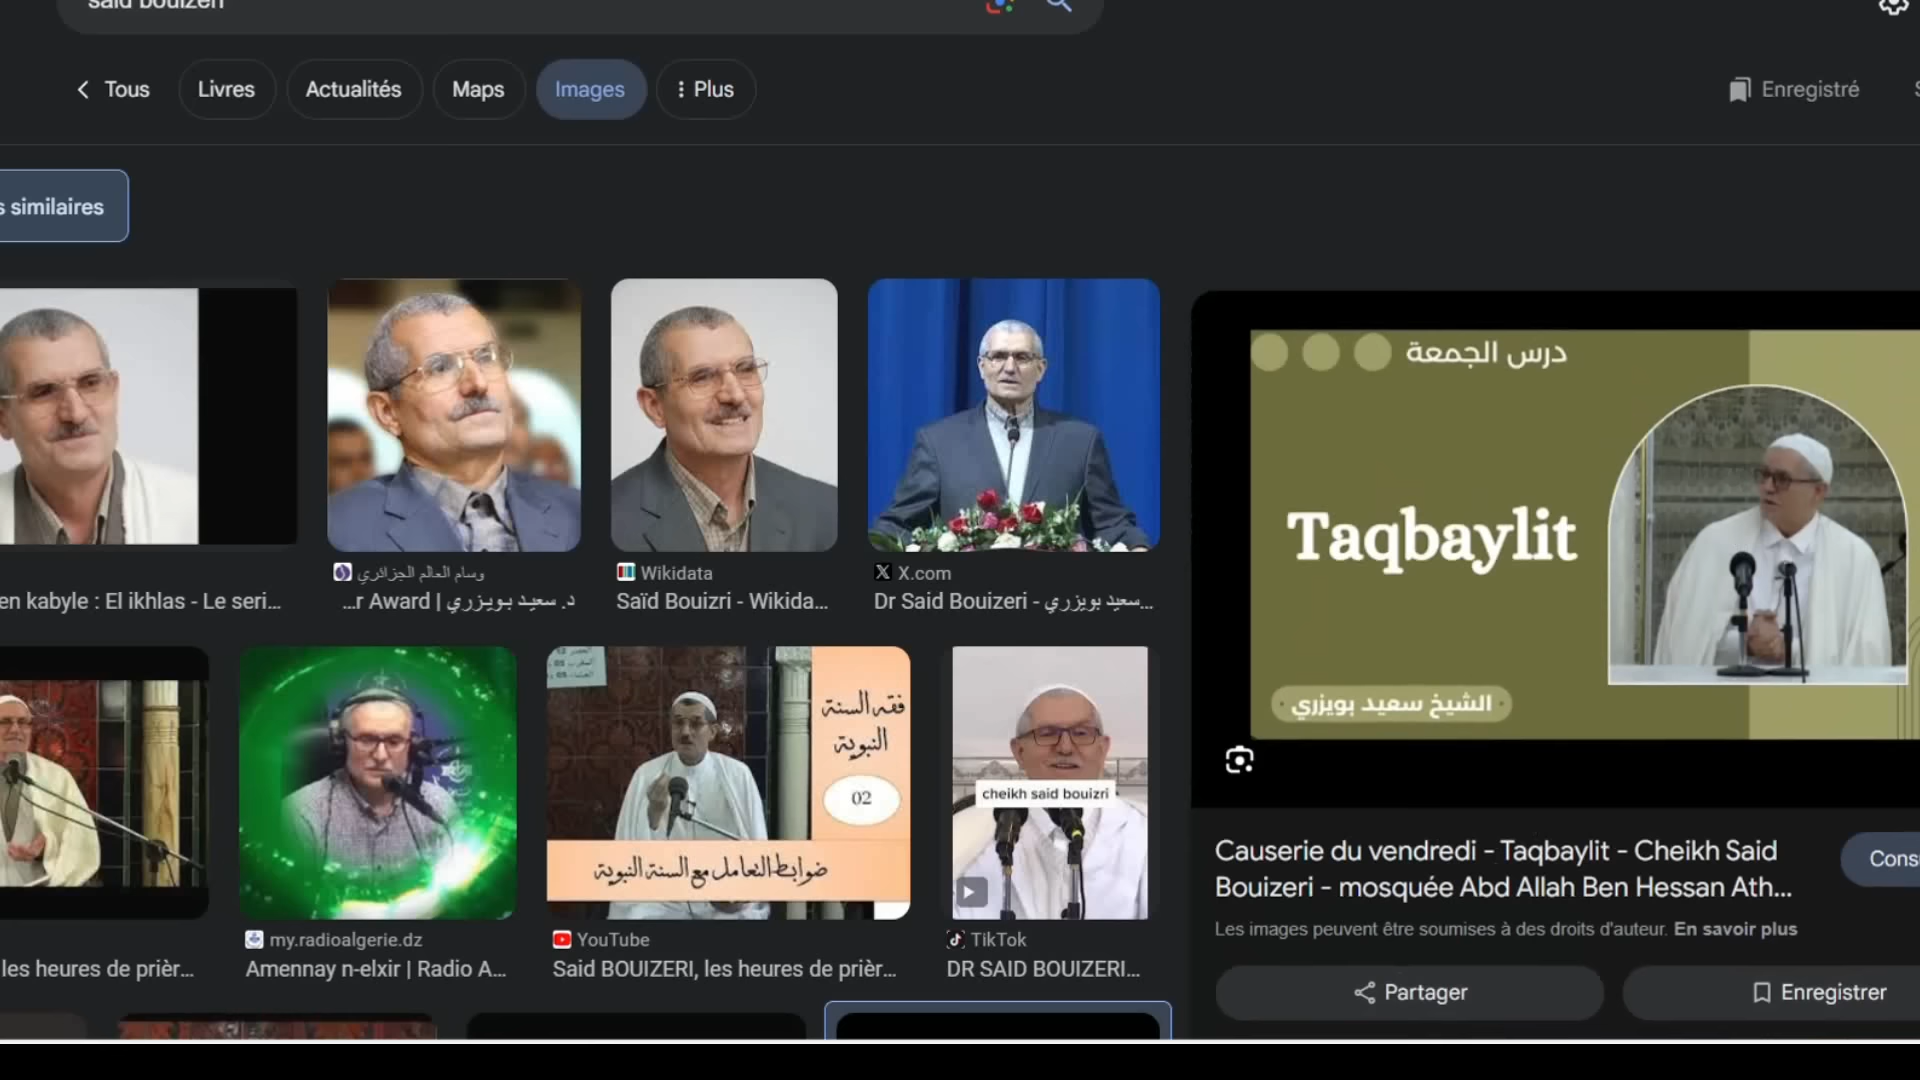 said bouizeri
Tous
Livres
Actualités
Maps
Images
Plus
Enregistré
s similaires
درس الجمعة
Taqbaylit
الشيخ سعيد بويزري
وسام العالم الجزائري
en kabyle : El ikhlas - Le seri...
...r Award | د. سعيد بويزري
Wikidata
Saïd Bouizri - Wikida...
X.com
Dr Said Bouizeri - سعيد بويزري...
فقه السنة
النبوية
02
ضوابط التعامل مع السنة النبوية
cheikh said bouizri
Causerie du vendredi - Taqbaylit - Cheikh Said
Bouizeri - mosquée Abd Allah Ben Hessan Ath...
Cons
Les images peuvent être soumises à des droits d'auteur. En savoir plus
Partager
Enregistrer
les heures de prièr...
my.radioalgerie.dz
Amennay n-elxir | Radio A...
YouTube
Said BOUIZERI, les heures de prièr...
TikTok
DR SAID BOUIZERI...